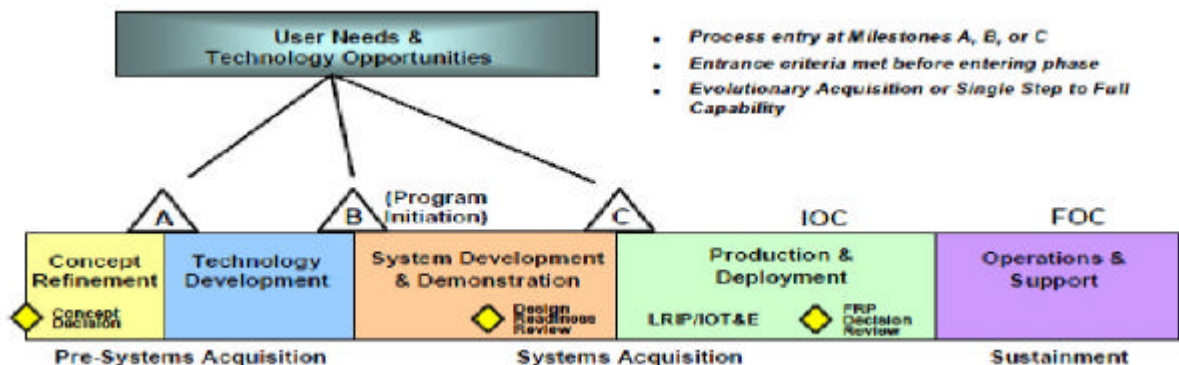 User Needs &
Technology Opportunities
• Process entry at Milestones A, B, or C
• Entrance criteria met before entering phase
• Evolutionary Acquisition or Single Step to Full
Capability
A
B
(Program
Initiation)
C
IOC
FOC
Concept
Refinement
Technology
Development
System Development
& Demonstration
Production &
Deployment
Operations &
Support
Concept
Decision
Design
Readiness
Review
LRIP/IOT&E
FRP
Decision
Review
Pre-Systems Acquisition
Systems Acquisition
Sustainment